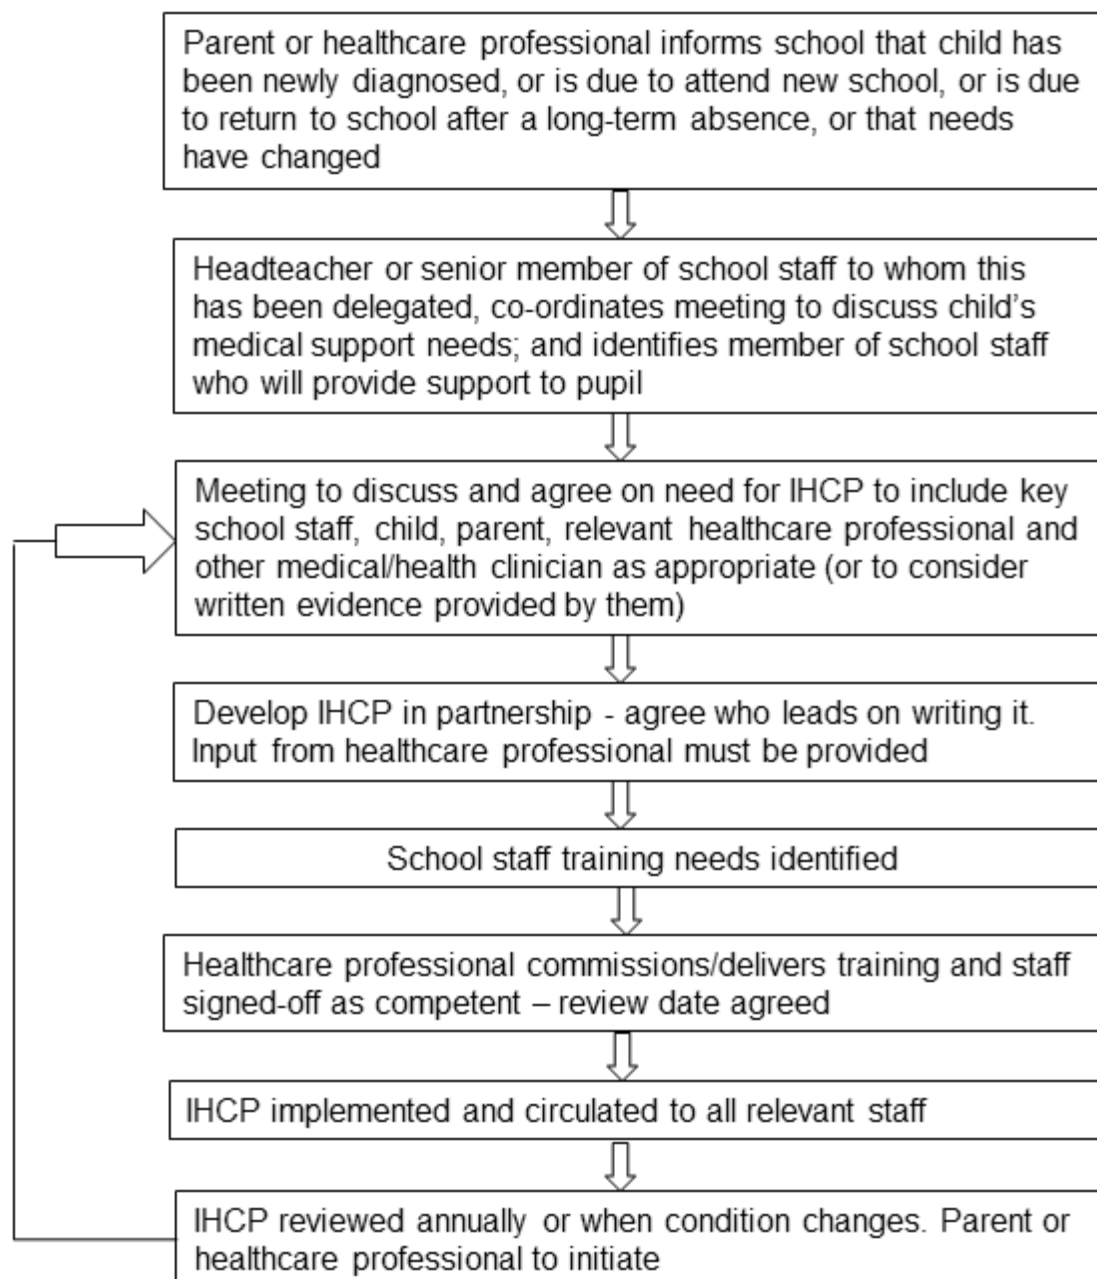 Parent or healthcare professional informs school that child has
been newly diagnosed, or is due to attend new school, or is due
to return to school after a long-term absence, or that needs
have changed
Headteacher or senior member of school staff to whom this
has been delegated, co-ordinates meeting to discuss child's
medical support needs; and identifies member of school staff
who will provide support to pupil
Meeting to discuss and agree on need for IHCP to include key
school staff, child, parent, relevant healthcare professional and
other medical/health clinician as appropriate (or to consider
written evidence provided by them)
Develop IHCP in partnership - agree who leads on writing it.
Input from healthcare professional must be provided
School staff training needs identified
Healthcare professional commissions/delivers training and staff
signed-off as competent – review date agreed
IHCP implemented and circulated to all relevant staff
IHCP reviewed annually or when condition changes. Parent or
healthcare professional to initiate